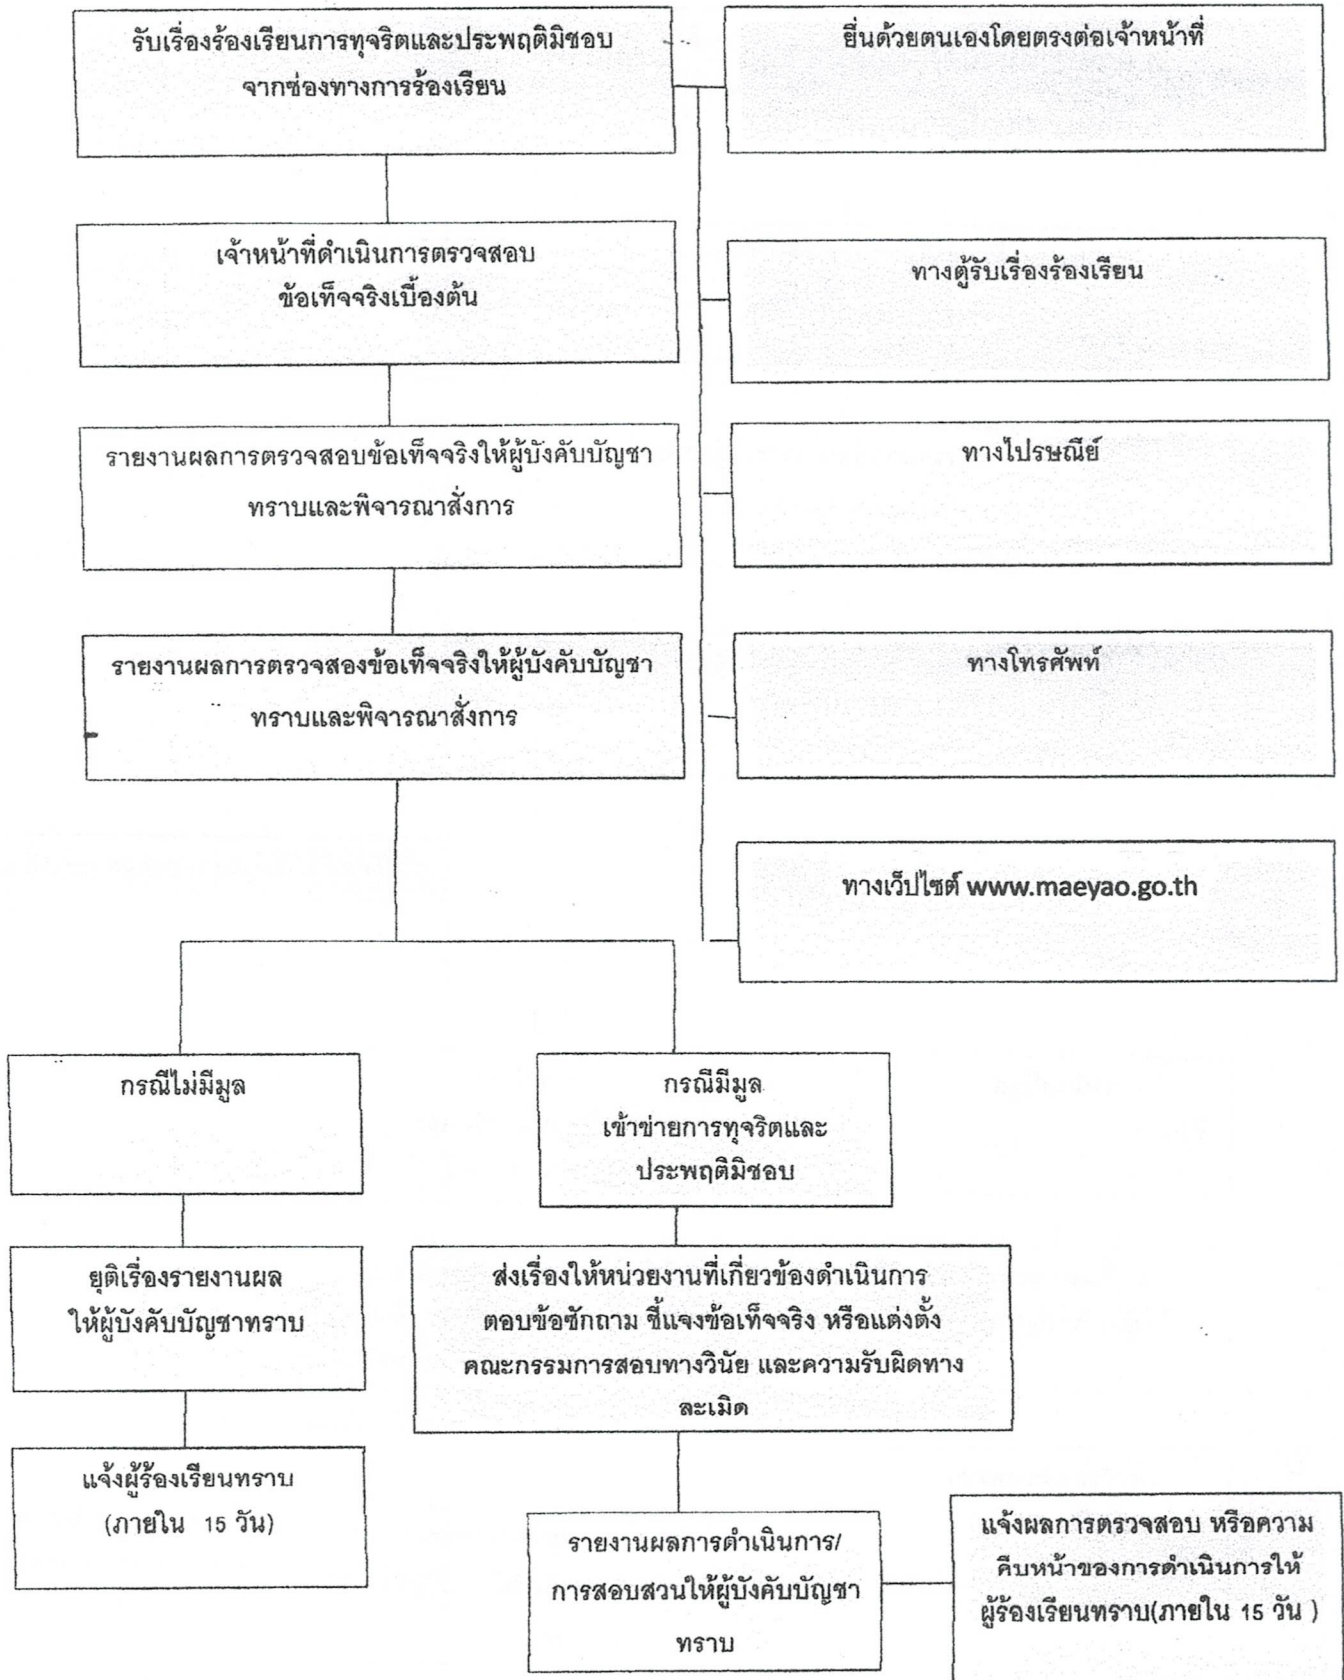 รับเรื่องร้องเรียนการทุจริตและประพฤติมิชอบ
จากช่องทางการร้องเรียน
ยื่นด้วยตนเองโดยตรงต่อเจ้าหน้าที่
เจ้าหน้าที่ดำเนินการตรวจสอบ
ข้อเท็จจริงเบี้องต้น
ทางตู้รับเรื่องร้องเรียน
รายงานผลการตรวจสอบข้อเท็จจริงให้ผู้บังคับบัญชา
ทราบและพิจารณาสั่งการ
ทางไปรษณีย์
รายงานผลการตรวจสองข้อเท็จจริงให้ผู้บังคับบัญชา
ทราบและพิจารณาสั่งการ
ทางโทรศัพท์
ทางเว็ปไซต์ www.maeyao.go.th
กรณีไม่มีมูล
กรณีมีมูล
เข้าข่ายการทุจริตและ
ประพฤติมิชอบ
ยุติเรื่องรายงานผล
ให้ผู้บังคับบัญชาทราบ
ส่งเรื่องให้หน่วยงานที่เกี่ยวข้องดำเนินการ
ตอบข้อซักถาม ชี้แจงข้อเท็จจริง หรือแต่งตั้ง
คณะกรรมการสอบทางวินัย และความรับผิดทาง
ละเมิด
แจ้งผู้ร้องเรียนทราบ
(ภายใน 15 วัน)
รายงานผลการดำเนินการ/
การสอบสวนให้ผู้บังคับบัญชา
ทราบ
แจ้งผลการตรวจสอบ หรือความ
คืบหน้าของการดำเนินการให้
ผู้ร้องเรียนทราบ(ภายใน 15 วัน )